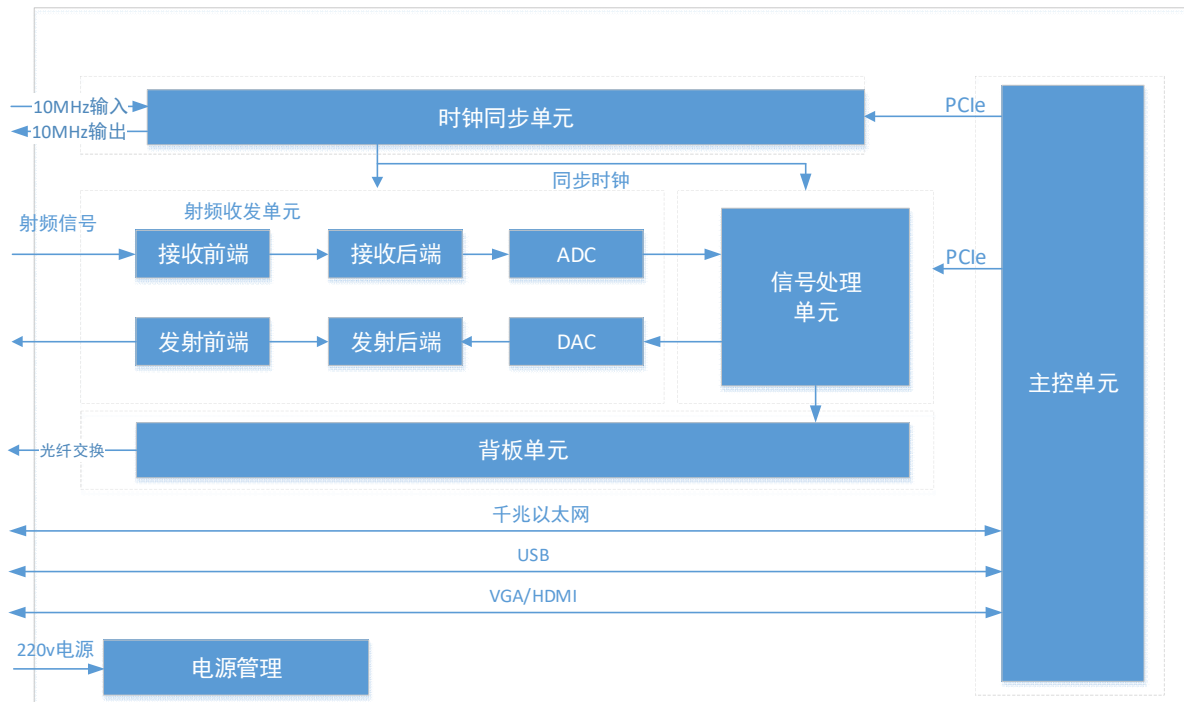 10MHz输入
10MHz输出
时钟同步单元
PCIe
同步时钟
射频信号
射频收发单元
接收前端
接收后端
ADC
信号处理
单元
PCIe
发射前端
发射后端
DAC
主控单元
光纤交换
背板单元
千兆以太网
USB
VGA/HDMI
220v电源
电源管理